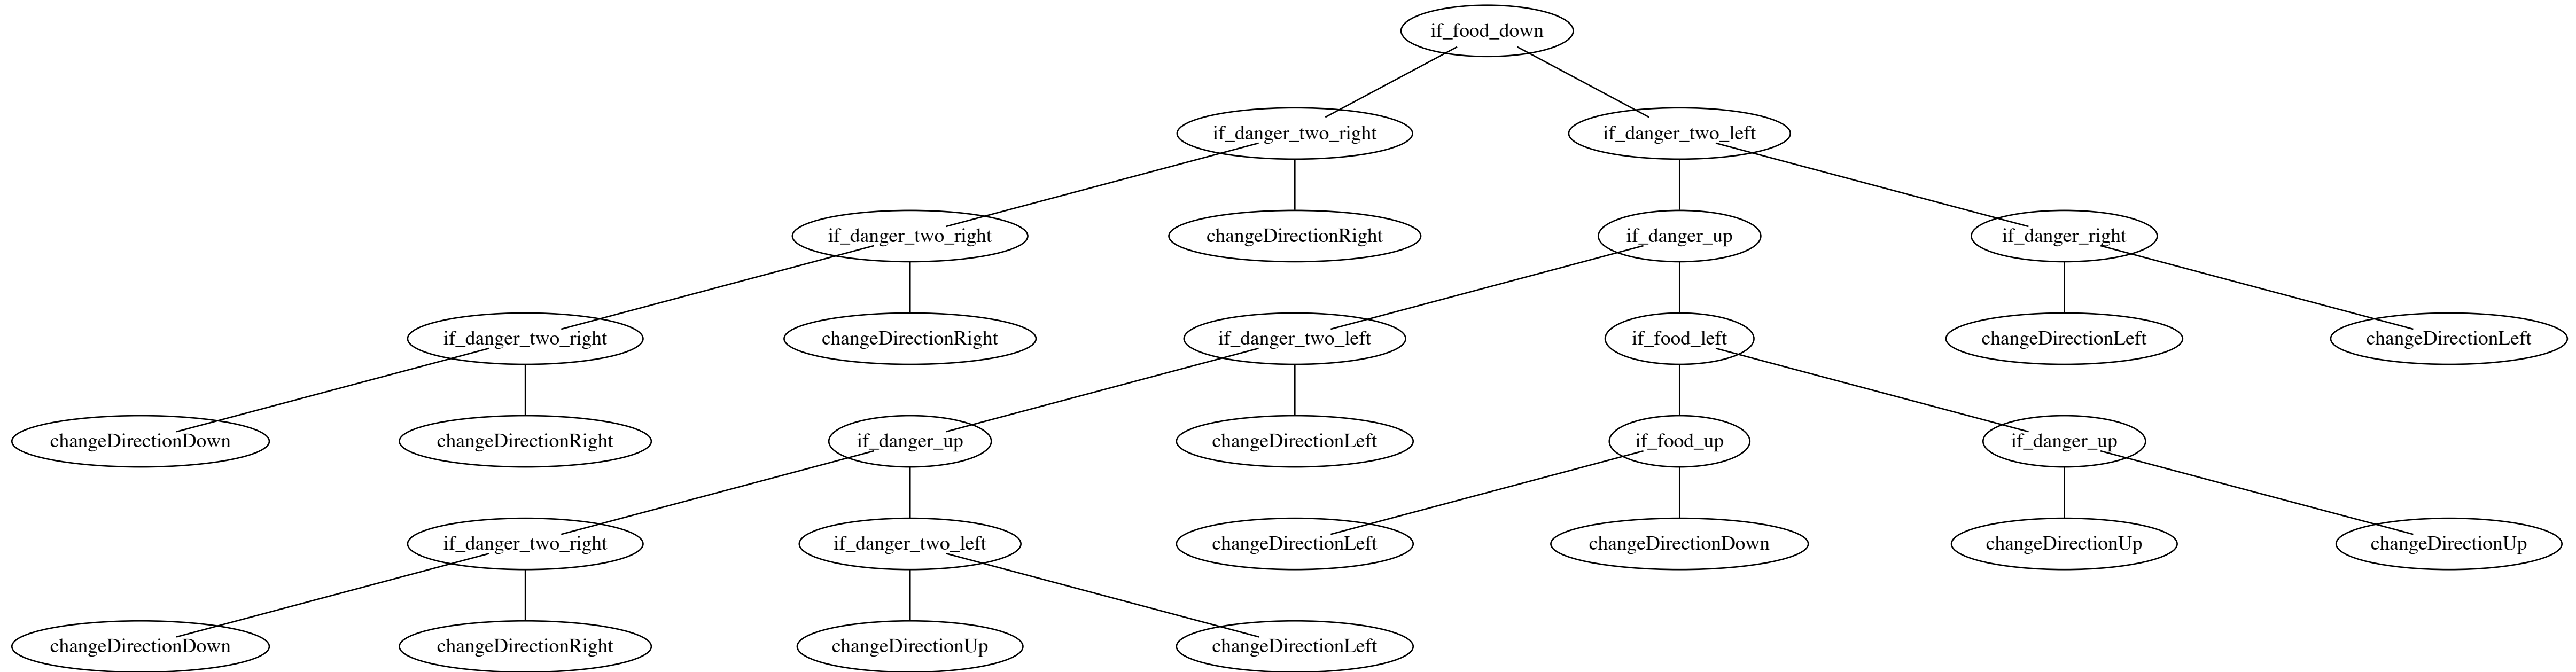 if_food_down
if_danger_two_right
if_danger_two_left
if_danger_two_right
changeDirectionRight
if_danger_up
if_danger_right
if_danger_two_right
changeDirectionRight
if_danger_two_left
if_food_left
changeDirectionLeft
changeDirectionLeft
changeDirectionDown
changeDirectionRight
if_danger_up
changeDirectionLeft
if_food_up
if_danger_up
if_danger_two_right
if_danger_two_left
changeDirectionLeft
changeDirectionDown
changeDirectionUp
changeDirectionUp
changeDirectionDown
changeDirectionRight
changeDirectionUp
changeDirectionLeft